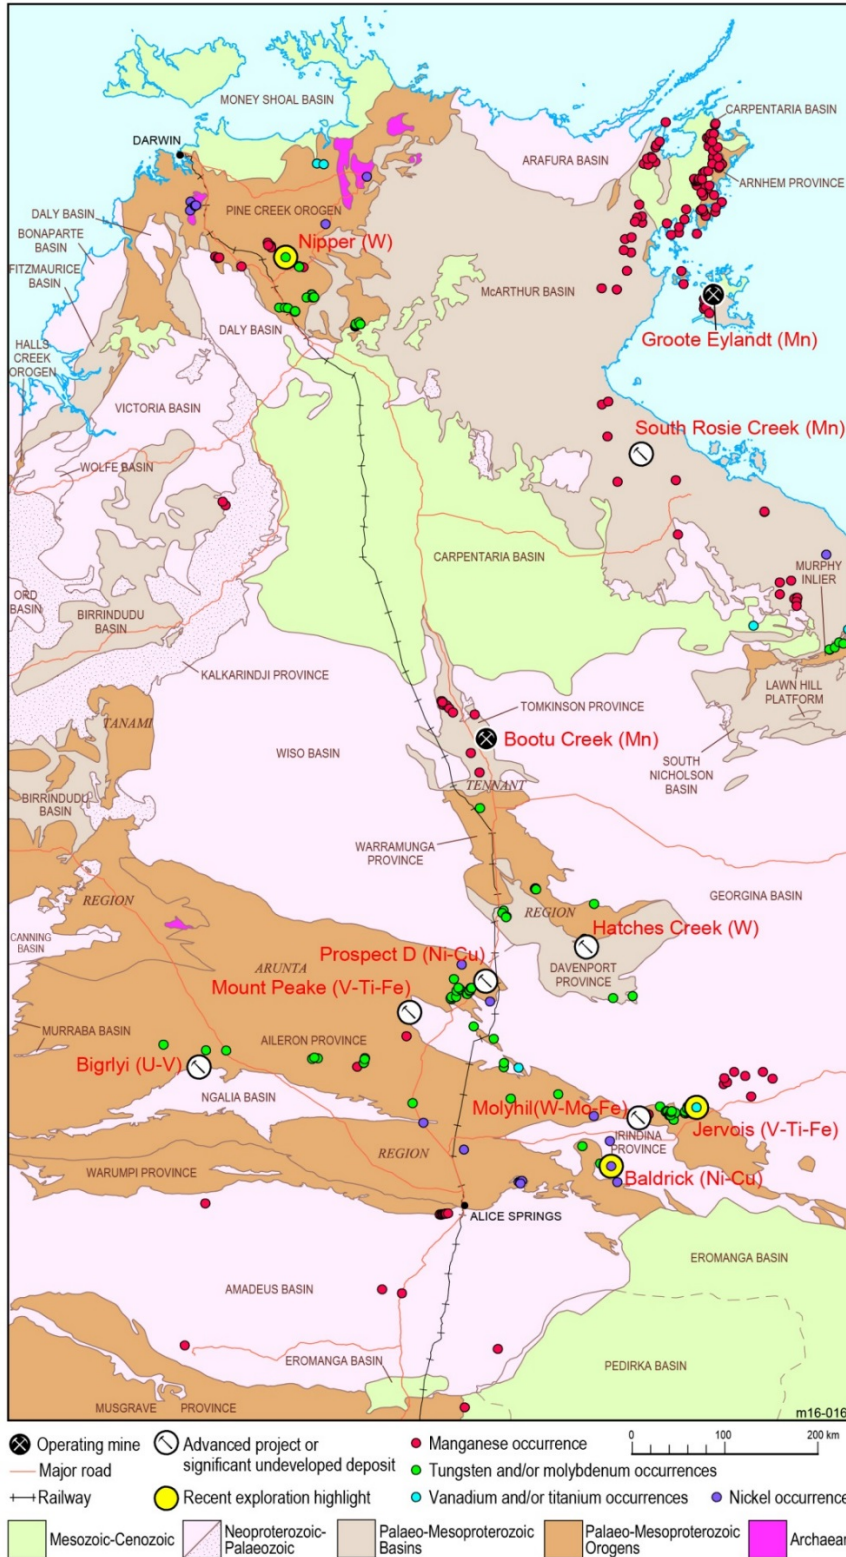 MONEY SHOAL BASIN
CARPENTARIA BASIN
DARWIN
ARAFURA BASIN
ARNHEM PROVINCE
DALY BASIN
PINE CREEK OROGEN
BONAPARTE
BASIN
Nipper (W)
FITZMAURICE
BASIN
McARTHUR BASIN
DALY BASIN
Groote Eylandt (Mn)
HALLS
CREEK
OROGEN
VICTORIA BASIN
South Rosie Creek (Mn)
WOLFE BASIN
CARPENTARIA BASIN
MURPHY
INLIER
ORD
BASIN
BIRRINDUDU
BASIN
KALKARINDJI PROVINCE
LAWN HILL
PLATFORM
TANAMI
TOMKINSON PROVINCE
WISO BASIN
Bootu Creek (Mn)
SOUTH
NICHOLSON
BASIN
BIRRINDUDU
BASIN
TENNANT
WARRAMUNGA
PROVINCE
REGION
GEORGINA BASIN
REGION
Hatches Creek (W)
CANNING
BASIN
Prospect D (Ni-Cu)
ARUNTA
DAVENPORT
PROVINCE
Mount Peake (V-Ti-Fe)
MURRABA BASIN
AILERON PROVINCE
Bigrlyi (U-V)
NGALIA BASIN
Molyhil(W-Mo-Fe)
Jervois (V-Ti-Fe)
IRINDINA
PROVINCE
REGION
WARUMPI PROVINCE
Baldrick (Ni-Cu)
ALICE SPRINGS
EROMANGA BASIN
AMADEUS BASIN
EROMANGA BASIN
PEDIRKA BASIN
MUSGRAVE PROVINCE
m16-016
Operating mine
Advanced project or
significant undeveloped deposit
Manganese occurrence
0 100 200 km
Major road
Tungsten and/or molybdenum occurrences
Railway
Recent exploration highlight
Vanadium and/or titanium occurrences
Nickel occurrence
Mesozoic-Cenozoic
Neoproterozoic-
Palaeozoic
Palaeo-Mesoproterozoic
Basins
Palaeo-Mesoproterozoic
Orogens
Archaean